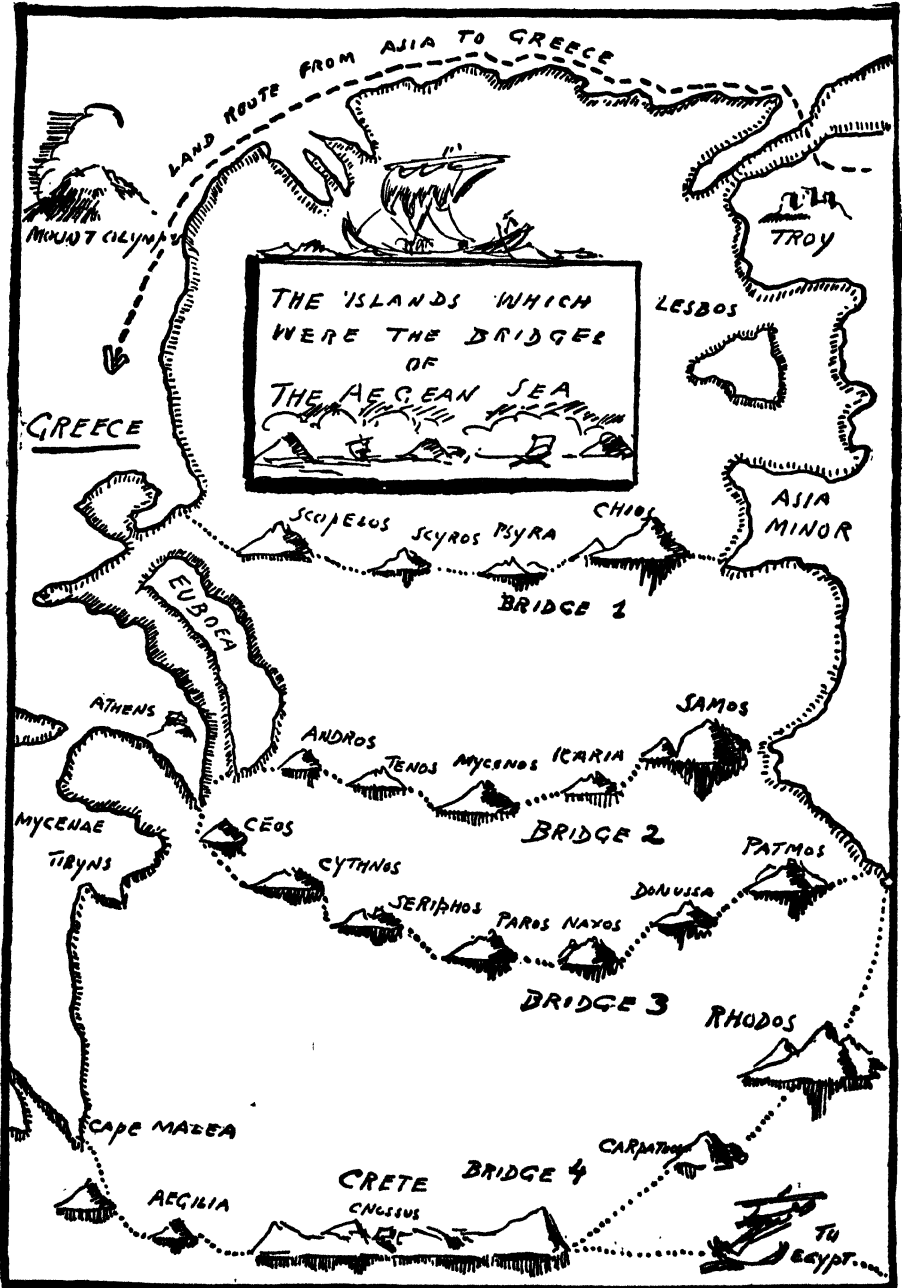 LAND ROUTE FROM ASIA TO GREECE
MOUNT OLYMP
TROY
THE ISLANDS WHICH
WERE THE BRIDGES
OF
THE AEGEAN SEA
LESBOS
GREECE
ASIA
MINOR
SCOPELOS
SCYROS
PSYRA
CHIOS
BRIDGE 1
EUBOEA
ATHENS
ANDROS
TENOS
MYCONOS
ICARIA
SAMOS
BRIDGE 2
MYCENAE
TIRYNS
CEOS
CYTHNOS
SERIPHOS
PAROS
NAXOS
DONUSSA
PATMOS
BRIDGE 3
RHODOS
CAPE MALEA
AEGILIA
CRETE
CNOSSUS
BRIDGE 4
TO
EGYPT